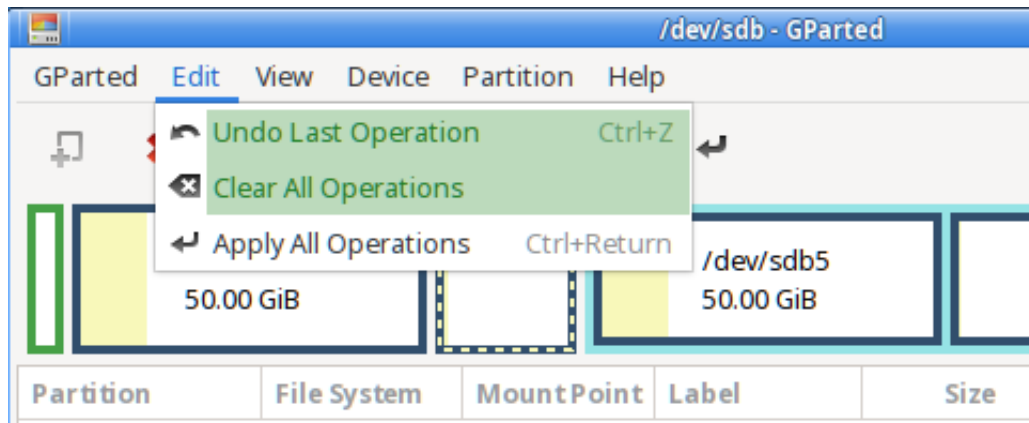 /dev/sdb - GParted
GParted Edit View Device Partition Help
Undo Last Operation Ctrl+Z
Clear All Operations
Apply All Operations Ctrl+Return
/dev/sdb5
50.00 GiB 50.00 GiB
Partition File System Mount Point Label Size